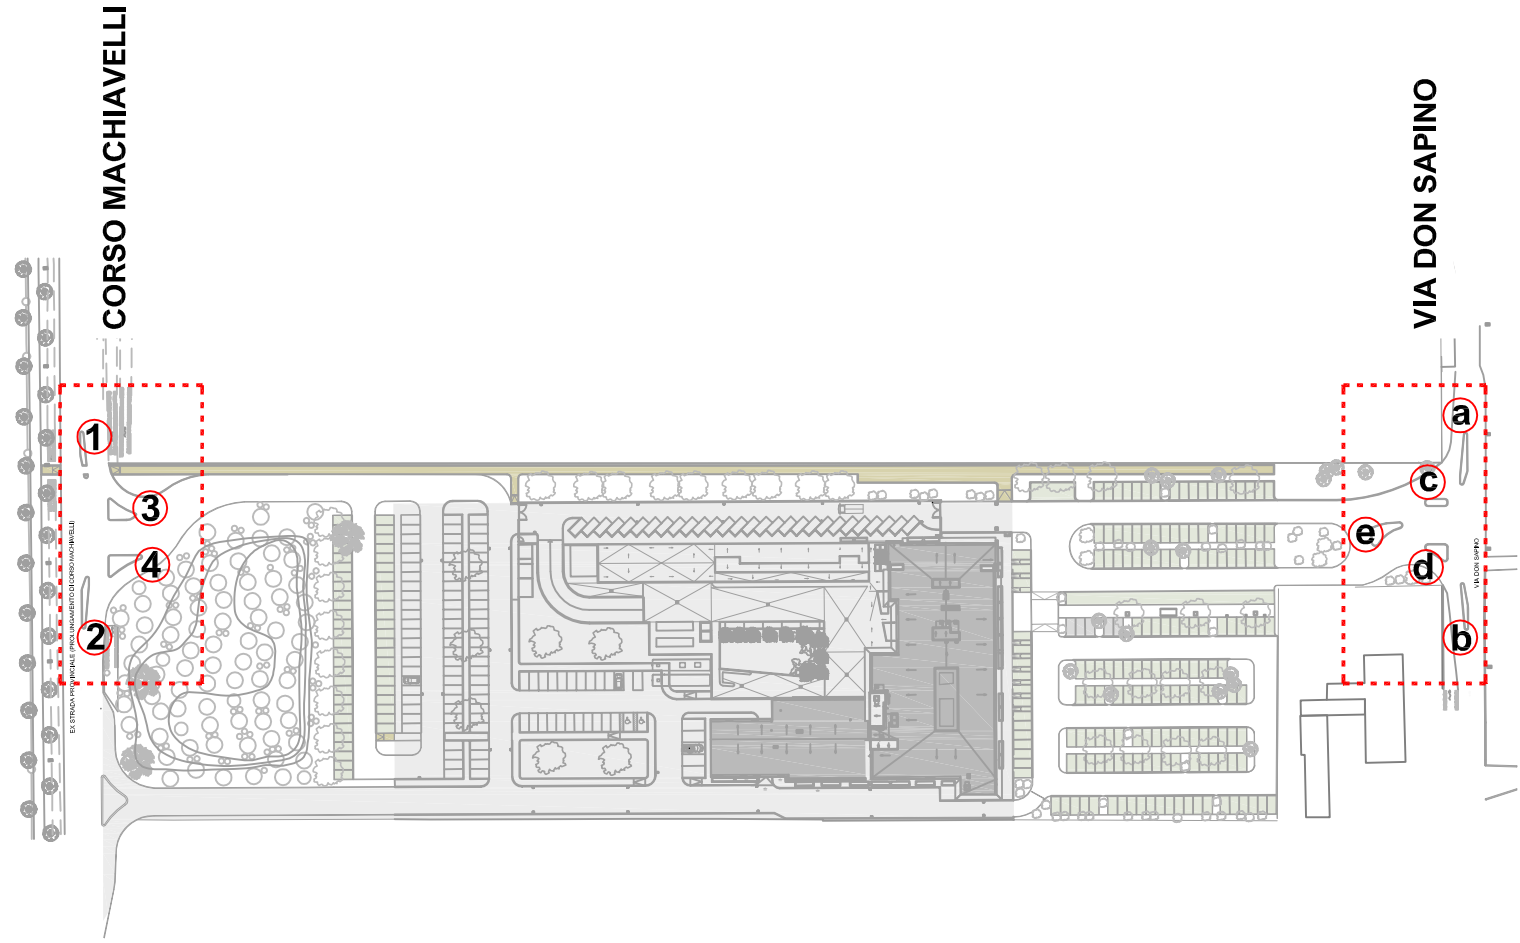 CORSO MACHIAVELLI
VIA DON SAPINO
1
3
4
2
EX STRADA PROVINCIALE (PROLUNGAMENTO DI CORSO MACHIAVELLI)
a
c
e
d
b
VIA DON SAPINO